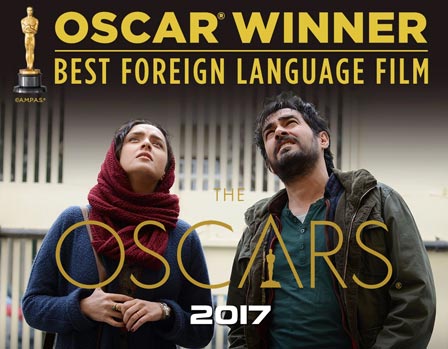 OSCAR® WINNER
BEST FOREIGN LANGUAGE FILM
©A.M.P.A.S.®
THE
OSCARS®
2017